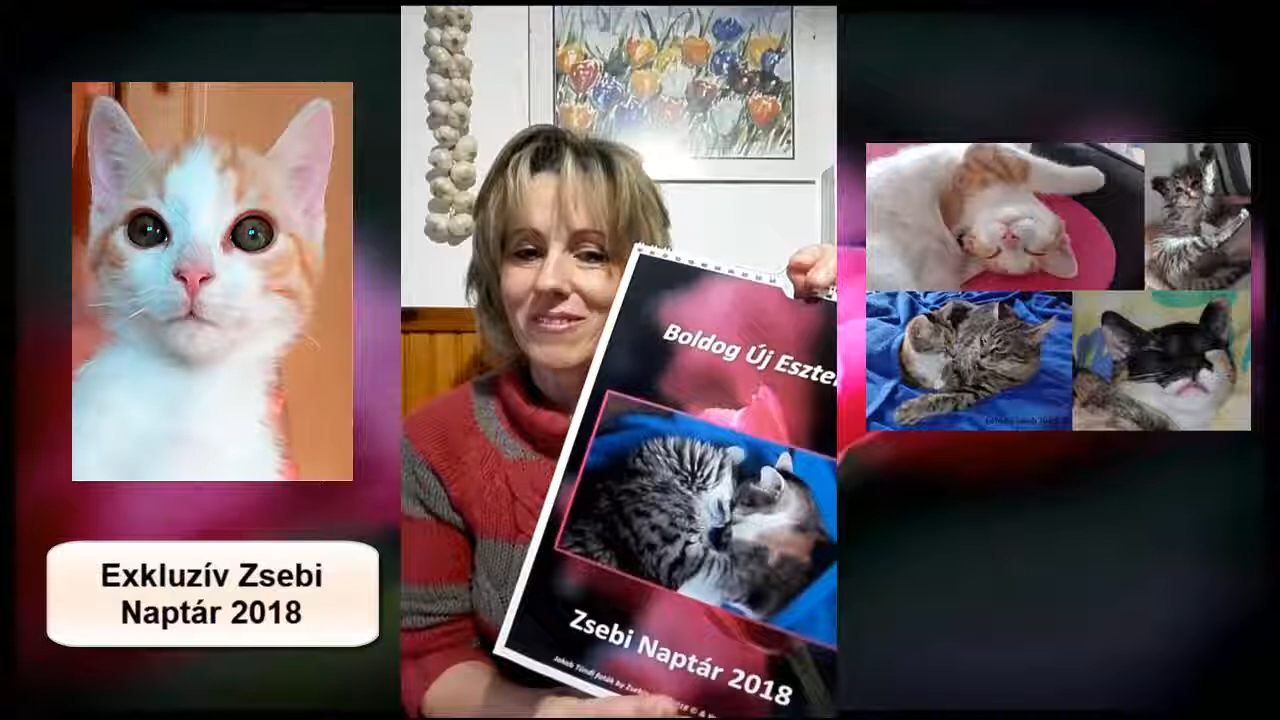 Exkluzív Zsebi
Naptár 2018
Boldog Új Eszte
Zsebi Naptár 2018